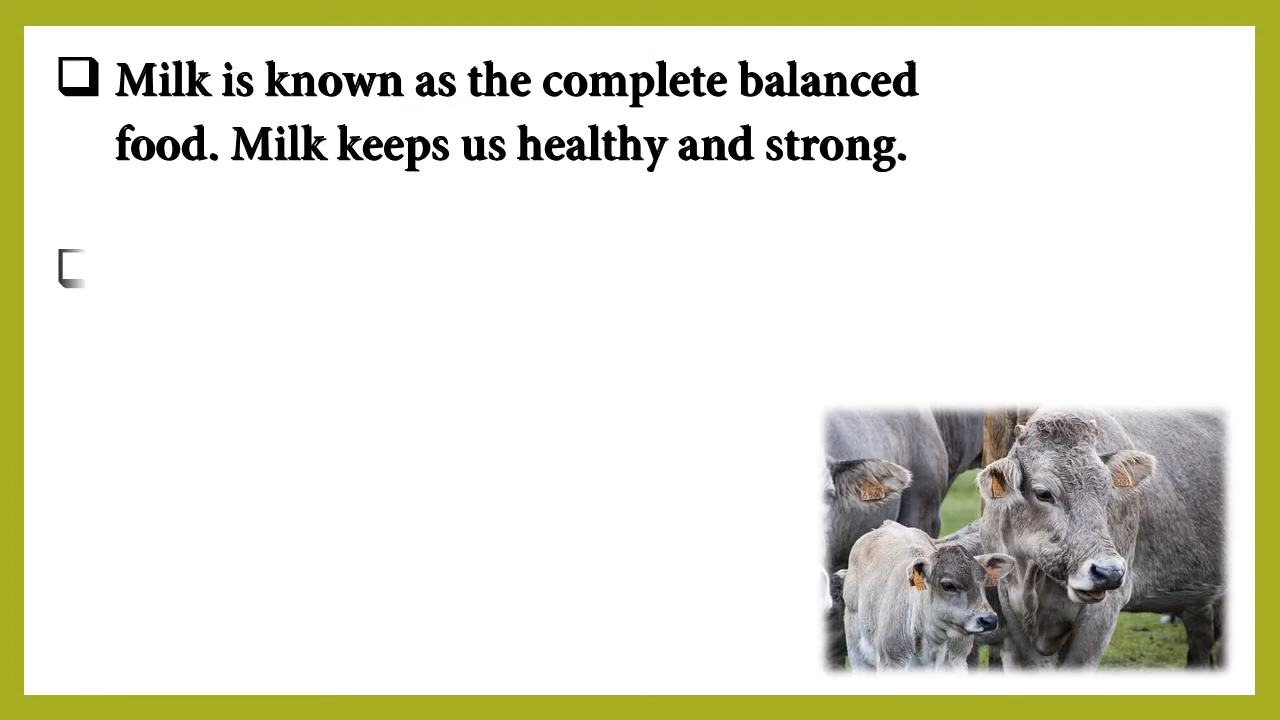 Milk is known as the complete balanced
food. Milk keeps us healthy and strong.